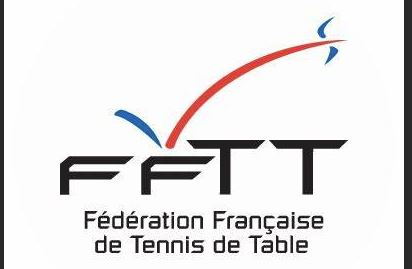 FFTT
Fédération Française
de Tennis de Table